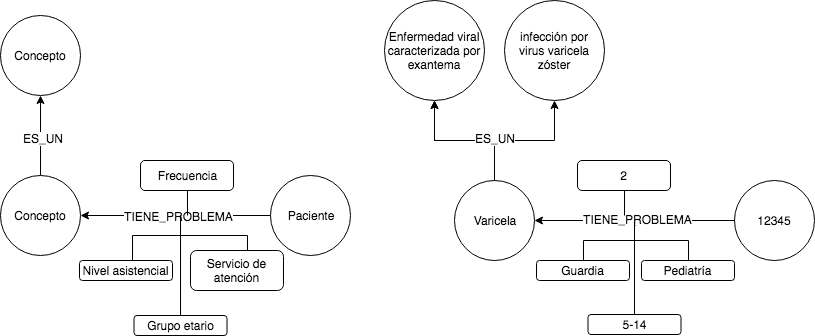 Concepto
ES_UN
Concepto
Frecuencia
TIENE_PROBLEMA
Paciente
Nivel asistencial
Servicio de
atención
Grupo etario
Enfermedad viral
caracterizada por
exantema
infección por
virus varicela
zóster
ES_UN
Varicela
2
TIENE_PROBLEMA
12345
Guardia
Pediatría
5-14